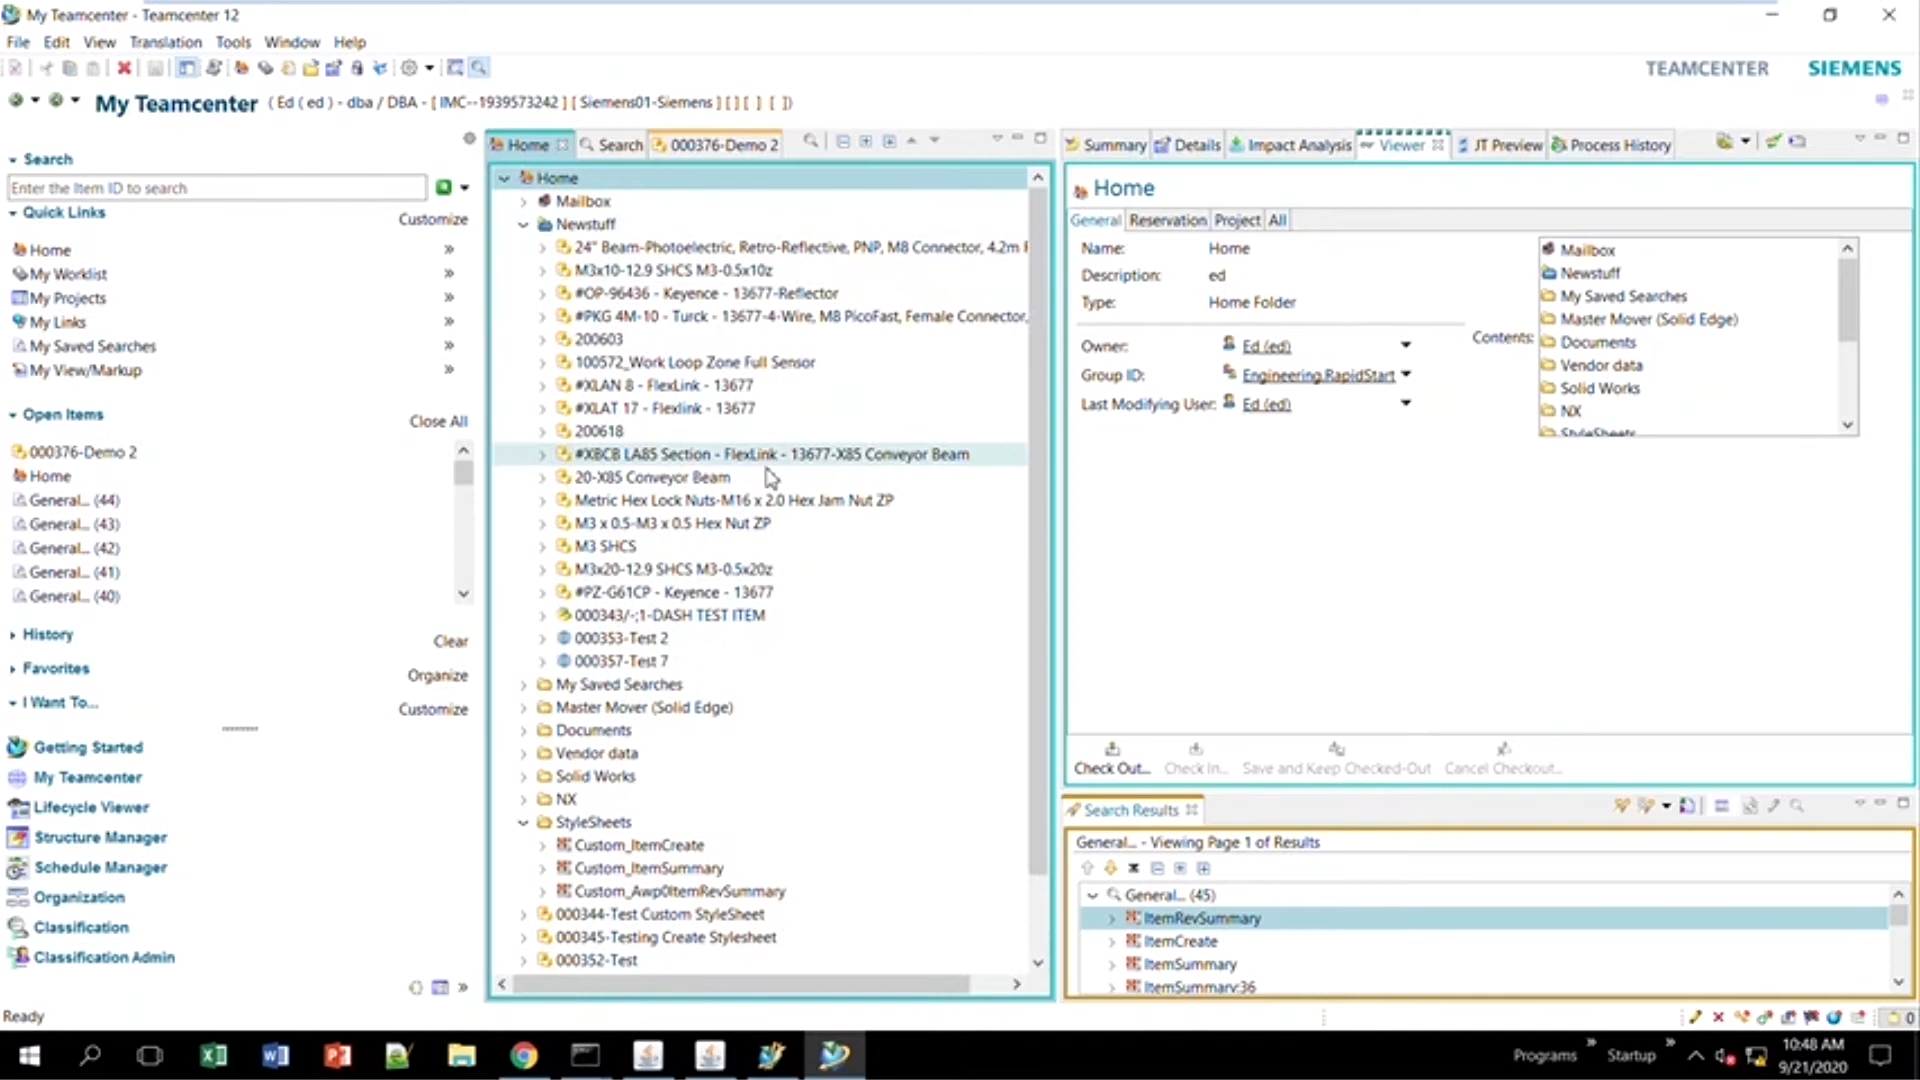 My Teamcenter - Teamcenter 12
File Edit View Translation Tools Window Help
TEAMCENTER SIEMENS
My Teamcenter ( Ed ( ed ) - dba / DBA - [ IMC--1939573242 ] [ Siemens01-Siemens ] [ ] [ ] [ ])
Search
Enter the Item ID to search
Quick Links
Customize
Home
My Worklist
My Projects
My Links
My Saved Searches
My View/Markup
Open Items
Close All
000376-Demo 2
Home
General... (44)
General... (43)
General... (42)
General... (41)
General... (40)
History
Clear
Favorites
Organize
I Want To...
Customize
Getting Started
My Teamcenter
Lifecycle Viewer
Structure Manager
Schedule Manager
Organization
Classification
Classification Admin
Home Search 000376-Demo 2
Home
Mailbox
Newstuff
24" Beam-Photoelectric, Retro-Reflective, PNP, M8 Connector, 4.2m
M3x10-12.9 SHCS M3-0.5x10z
#OP-96436 - Keyence - 13677-Reflector
#PKG 4M-10 - Turck - 13677-4-Wire, M8 PicoFast, Female Connector,
200603
100572_Work Loop Zone Full Sensor
#XLAN 8 - FlexLink - 13677
#XLAT 17 - Flexlink - 13677
200618
#XBCB LA85 Section - FlexLink - 13677-X85 Conveyor Beam
20-X85 Conveyor Beam
Metric Hex Lock Nuts-M16 x 2.0 Hex Jam Nut ZP
M3 x 0.5-M3 x 0.5 Hex Nut ZP
M3 SHCS
M3x20-12.9 SHCS M3-0.5x20z
#PZ-G61CP - Keyence - 13677
000343/-;1-DASH TEST ITEM
000353-Test 2
000357-Test 7
My Saved Searches
Master Mover (Solid Edge)
Documents
Vendor data
Solid Works
NX
StyleSheets
Custom_ItemCreate
Custom_ItemSummary
Custom_Awp0ItemRevSummary
000344-Test Custom StyleSheet
000345-Testing Create Stylesheet
000352-Test
Summary Details Impact Analysis Viewer JT Preview Process History
Home
General Reservation Project All
Name: Home
Description: ed
Type: Home Folder
Owner: Ed (ed)
Group ID: Engineering.RapidStart
Last Modifying User: Ed (ed)
Contents:
Mailbox
Newstuff
My Saved Searches
Master Mover (Solid Edge)
Documents
Vendor data
Solid Works
NX
StyleSheets
Check Out... Check In... Save and Keep Checked-Out Cancel Checkout...
Search Results
General... - Viewing Page 1 of Results
General... (45)
ItemRevSummary
ItemCreate
ItemSummary
ItemSummary;36
Ready
0
Programs Startup
10:48 AM
9/21/2020